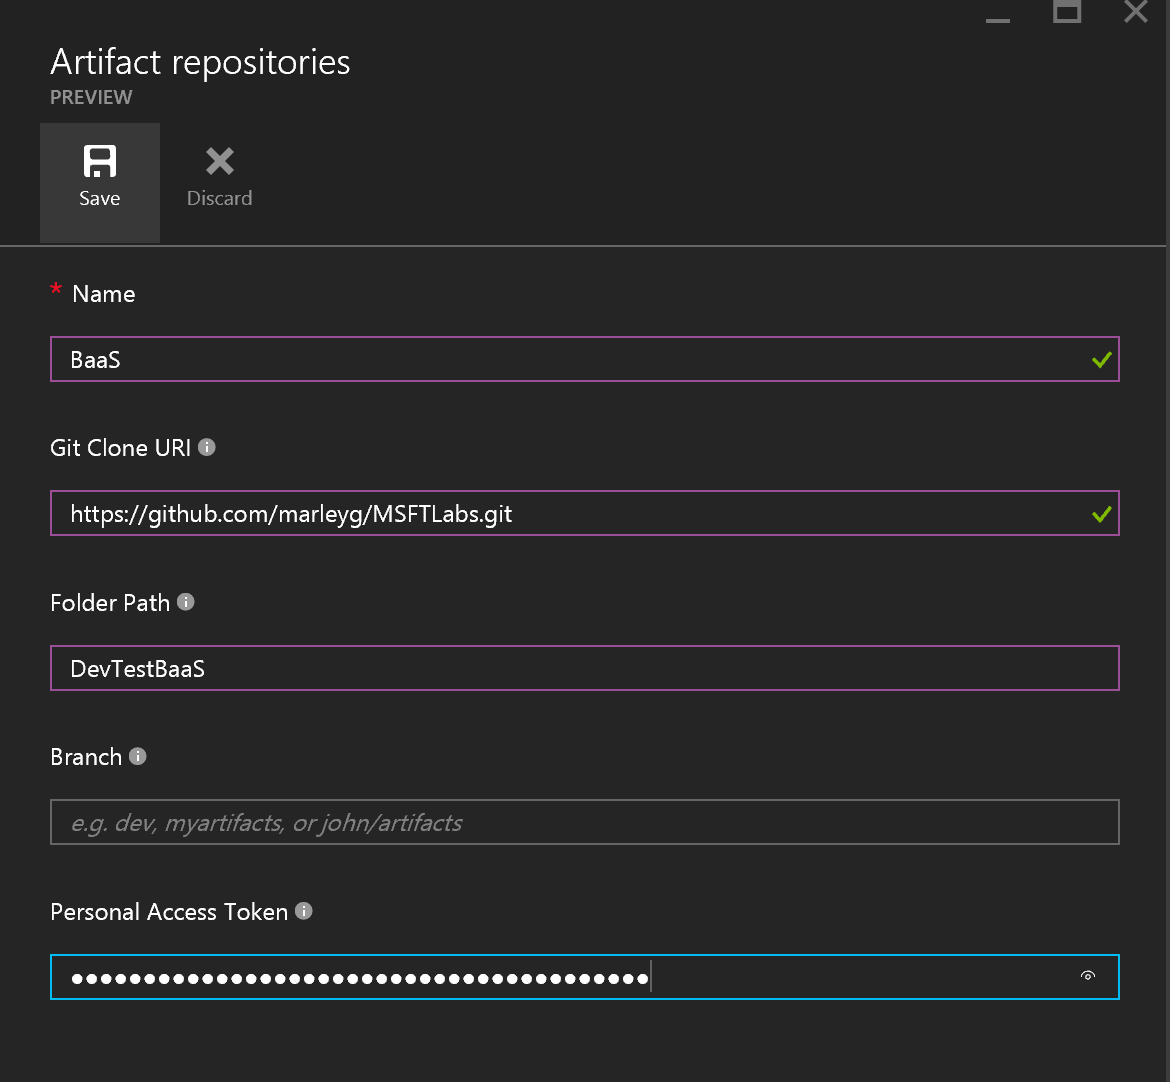 Artifact repositories
PREVIEW
Save
Discard
* Name
BaaS
Git Clone URI
https://github.com/marleyg/MSFTLabs.git
Folder Path
DevTestBaaS
Branch
e.g. dev, myartifacts, or john/artifacts
Personal Access Token
●●●●●●●●●●●●●●●●●●●●●●●●●●●●●●●●●●●●●●●●